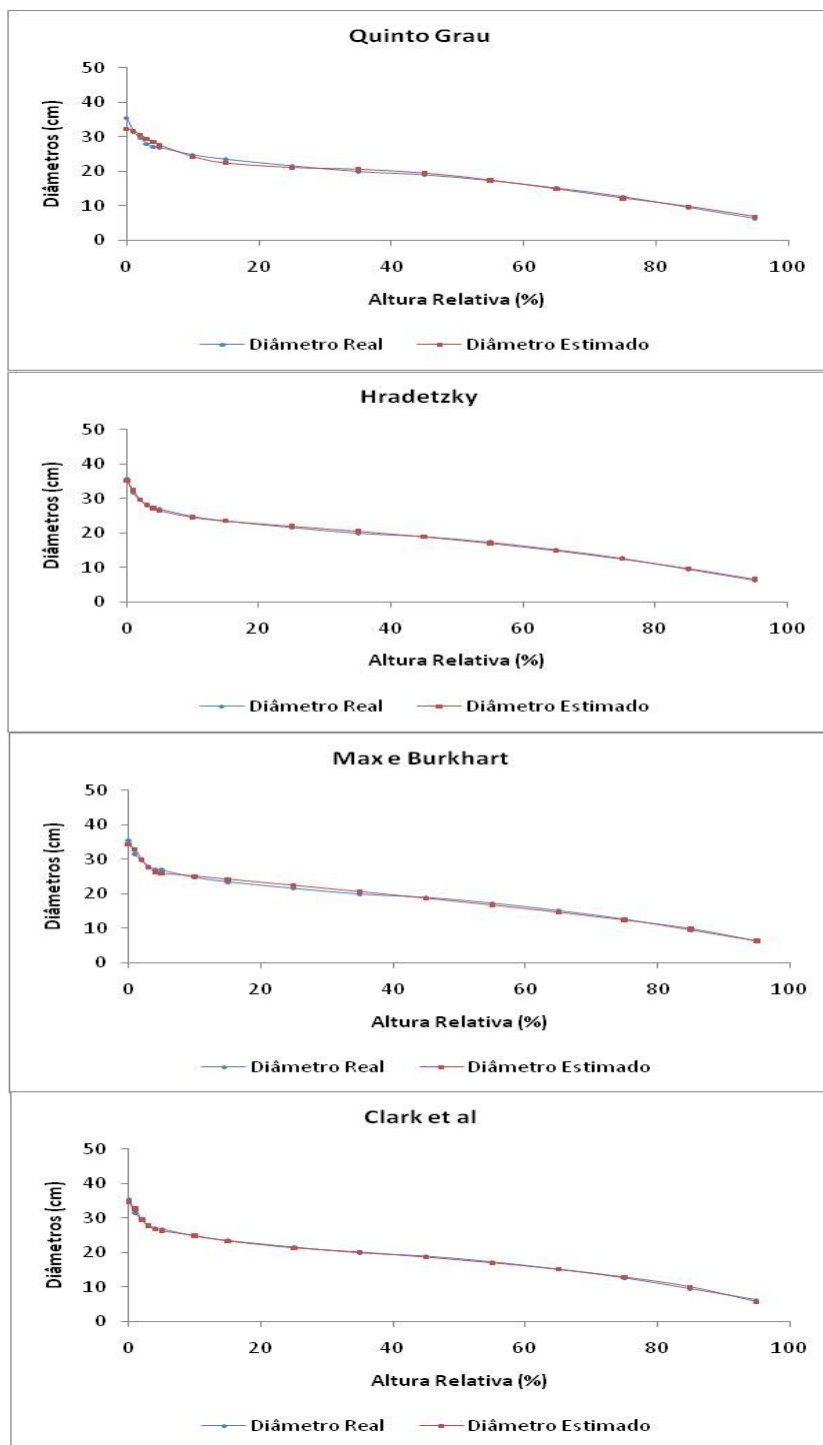 Quinto Grau
50
40
30
20
10
0
Diâmetros (cm)
0 20 40 60 80 100
Altura Relativa (%)
Diâmetro Real Diâmetro Estimado
Hradetzky
50
40
30
20
10
0
Diâmetros (cm)
0 20 40 60 80 100
Altura Relativa (%)
Diâmetro Real Diâmetro Estimado
Max e Burkhart
50
40
30
20
10
0
Diâmetros (cm)
0 20 40 60 80 100
Altura Relativa (%)
Diâmetro Real Diâmetro Estimado
Clark et al
50
40
30
20
10
0
Diâmetros (cm)
0 20 40 60 80 100
Altura Relativa (%)
Diâmetro Real Diâmetro Estimado